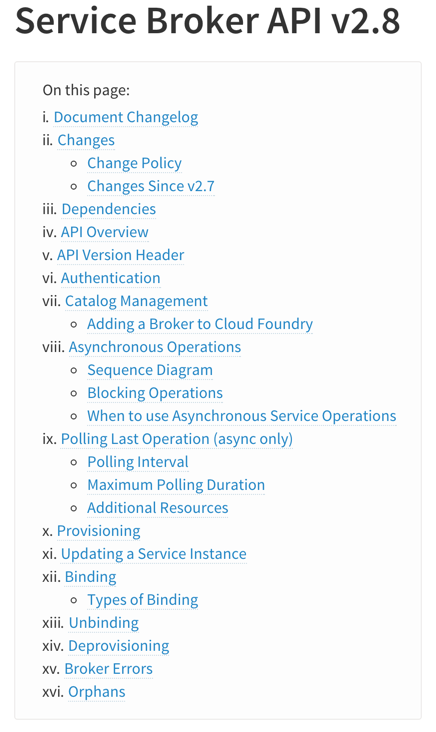 Service Broker API v2.8
On this page:
i. Document Changelog
ii. Changes
Change Policy
Changes Since v2.7
iii. Dependencies
iv. API Overview
v. API Version Header
vi. Authentication
vii. Catalog Management
Adding a Broker to Cloud Foundry
viii. Asynchronous Operations
Sequence Diagram
Blocking Operations
When to use Asynchronous Service Operations
ix. Polling Last Operation (async only)
Polling Interval
Maximum Polling Duration
Additional Resources
x. Provisioning
xi. Updating a Service Instance
xii. Binding
Types of Binding
xiii. Unbinding
xiv. Deprovisioning
xv. Broker Errors
xvi. Orphans